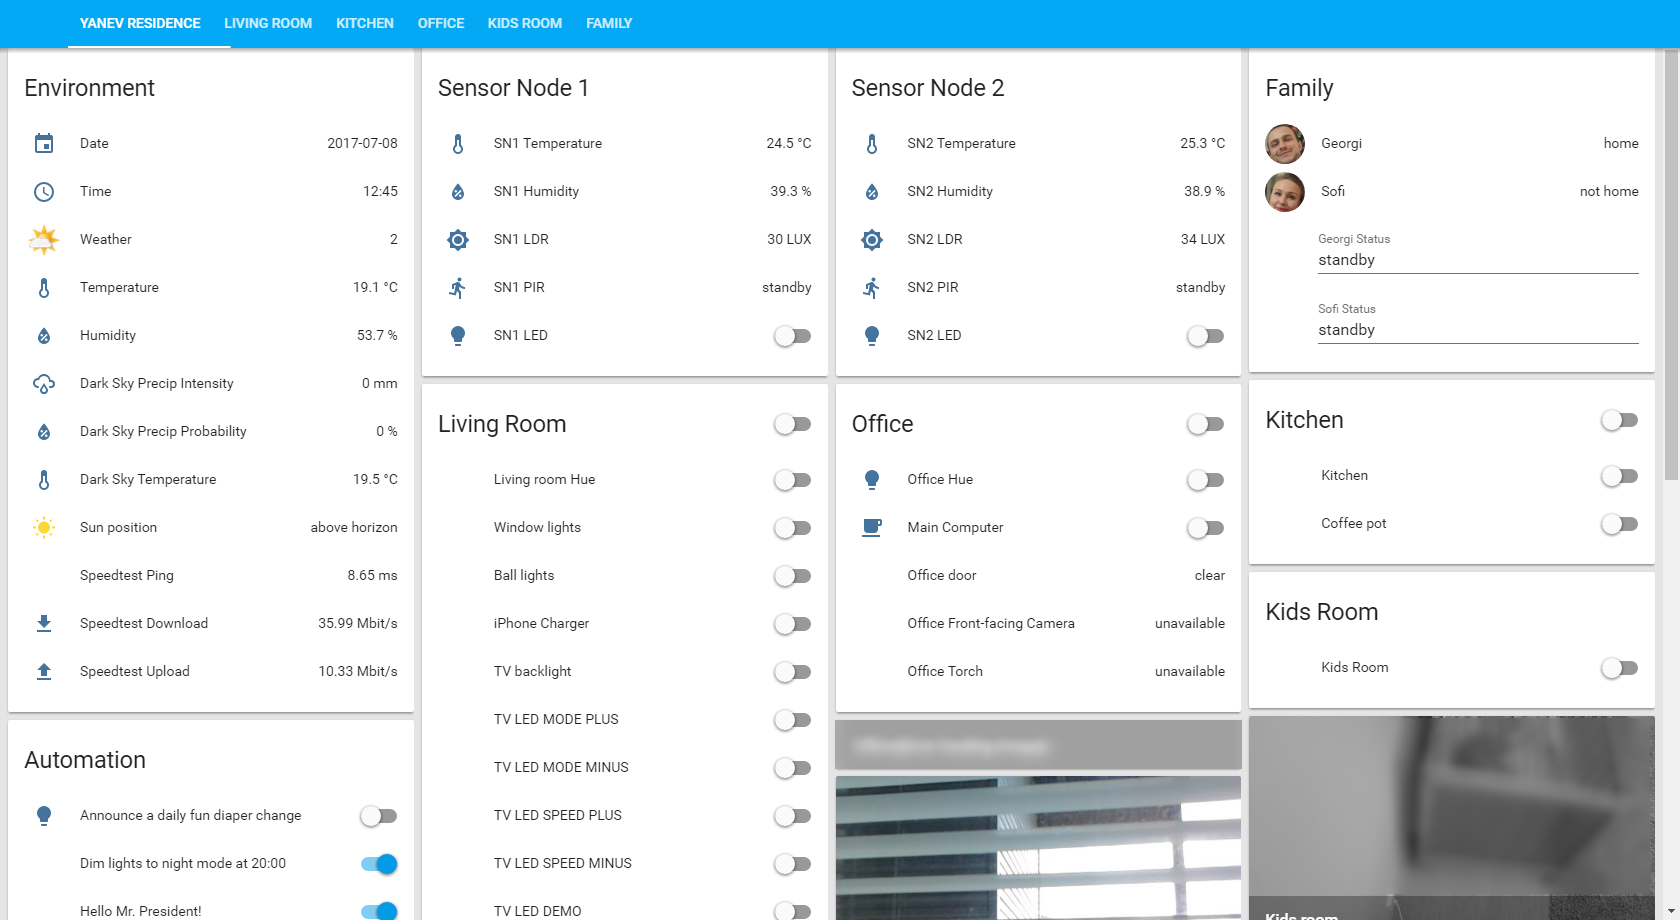 YANEV RESIDENCE LIVING ROOM KITCHEN OFFICE KIDS ROOM FAMILY
Environment
Date 2017-07-08
Time 12:45
Weather 2
Temperature 19.1 °C
Humidity 53.7 %
Dark Sky Precip Intensity 0 mm
Dark Sky Precip Probability 0 %
Dark Sky Temperature 19.5 °C
Sun position above horizon
Speedtest Ping 8.65 ms
Speedtest Download 35.99 Mbit/s
Speedtest Upload 10.33 Mbit/s
Automation
Announce a daily fun diaper change
Dim lights to night mode at 20:00
Hello Mr. President!
Sensor Node 1
SN1 Temperature 24.5 °C
SN1 Humidity 39.3 %
SN1 LDR 30 LUX
SN1 PIR standby
SN1 LED
Living Room
Living room Hue
Window lights
Ball lights
iPhone Charger
TV backlight
TV LED MODE PLUS
TV LED MODE MINUS
TV LED SPEED PLUS
TV LED SPEED MINUS
TV LED DEMO
Sensor Node 2
SN2 Temperature 25.3 °C
SN2 Humidity 38.9 %
SN2 LDR 34 LUX
SN2 PIR standby
SN2 LED
Office
Office Hue
Main Computer
Office door clear
Office Front-facing Camera unavailable
Office Torch unavailable
Family
Georgi home
Sofi not home
Georgi Status
standby
Sofi Status
standby
Kitchen
Kitchen
Coffee pot
Kids Room
Kids Room
Kids room